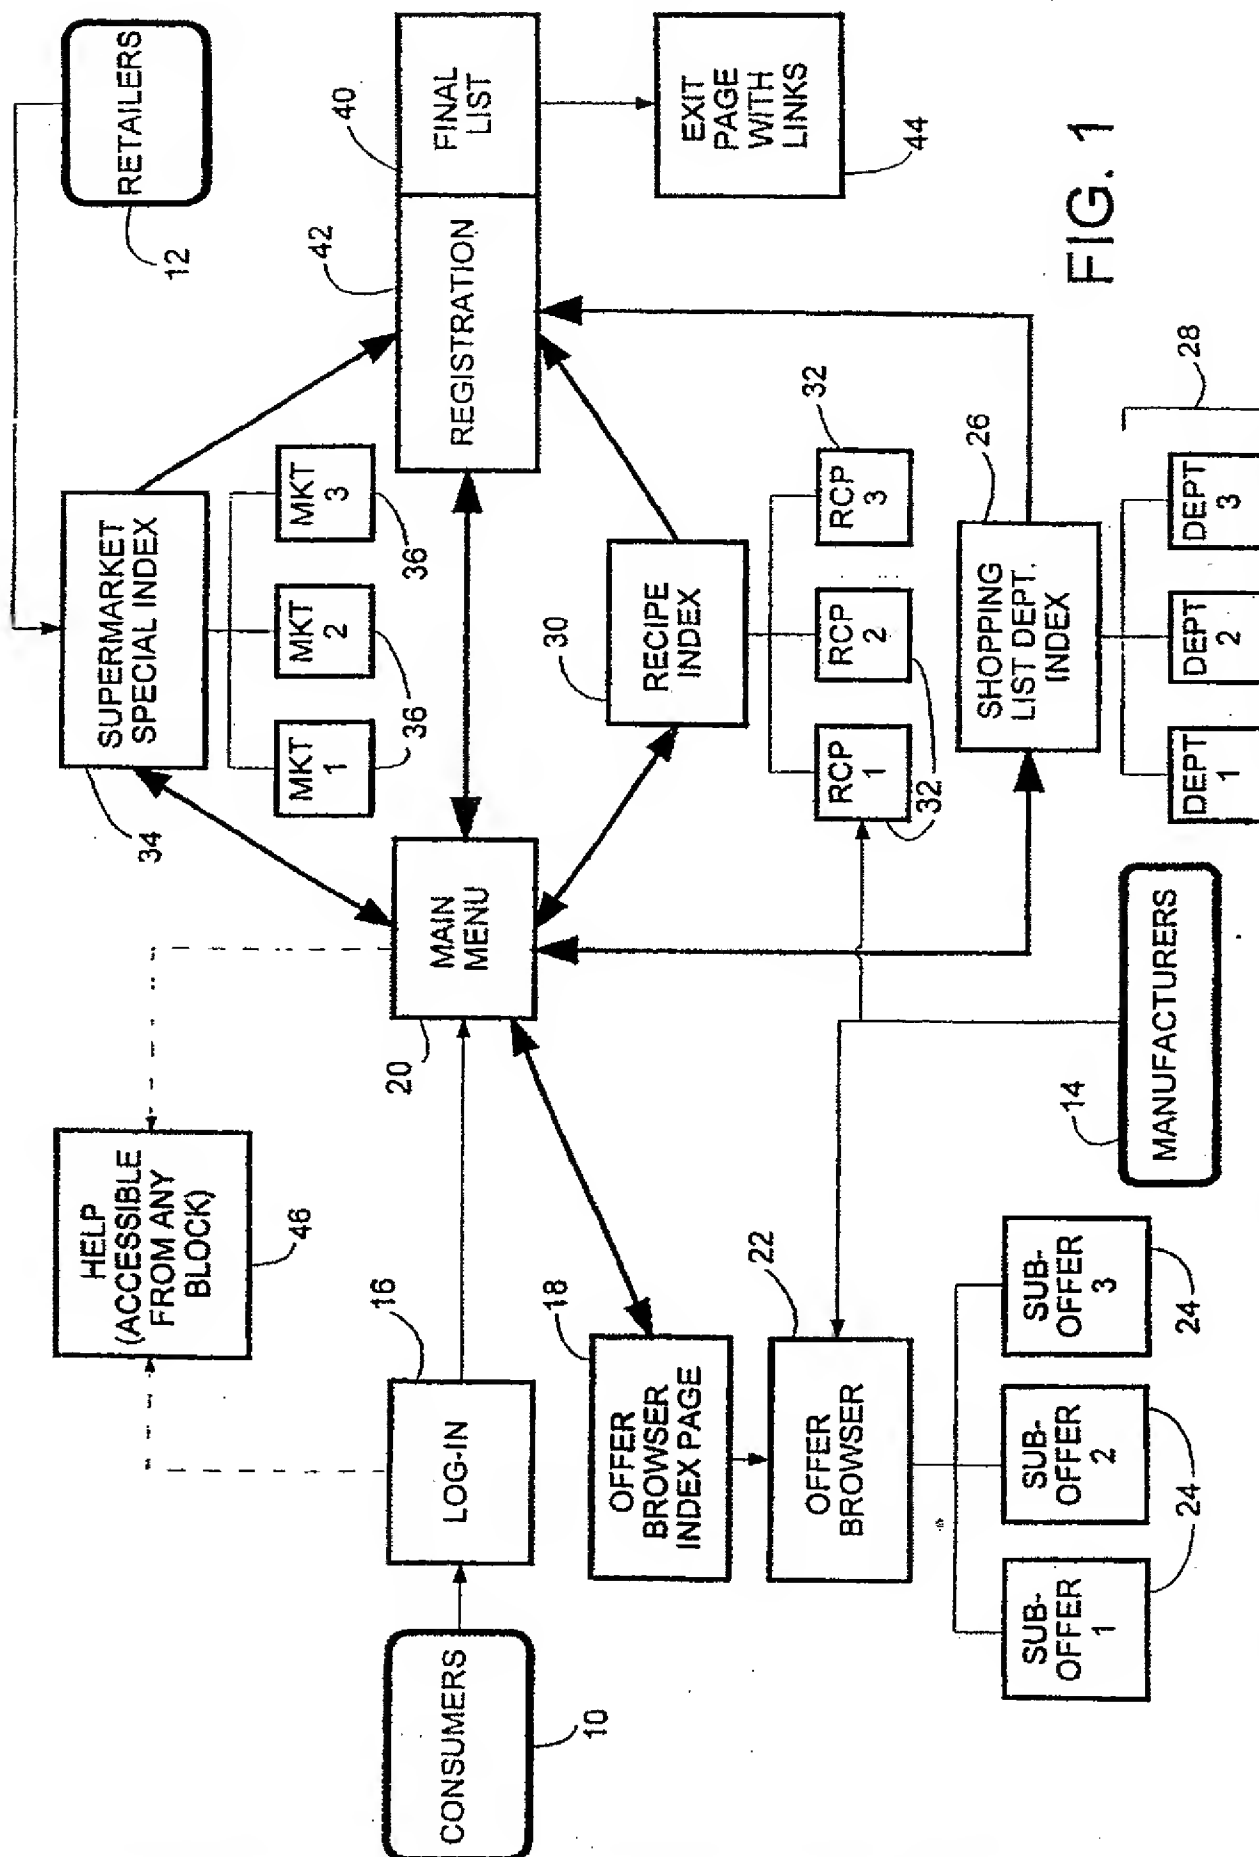 RETAILERS
12
SUPERMARKET
SPECIAL INDEX
34
MKT
1
MKT
2
MKT
3
36
36
HELP
(ACCESSIBLE
FROM ANY
BLOCK)
46
CONSUMERS
10
LOG-IN
16
MAIN
MENU
20
REGISTRATION
42
FINAL
LIST
40
EXIT
PAGE
WITH
LINKS
44
OFFER
BROWSER
INDEX PAGE
18
OFFER
BROWSER
22
SUB-
OFFER
1
SUB-
OFFER
2
SUB-
OFFER
3
24
24
RECIPE
INDEX
30
RCP
1
RCP
2
RCP
3
32
32
SHOPPING
LIST DEPT.
INDEX
26
DEPT
1
DEPT
2
DEPT
3
28
MANUFACTURERS
14
FIG. 1